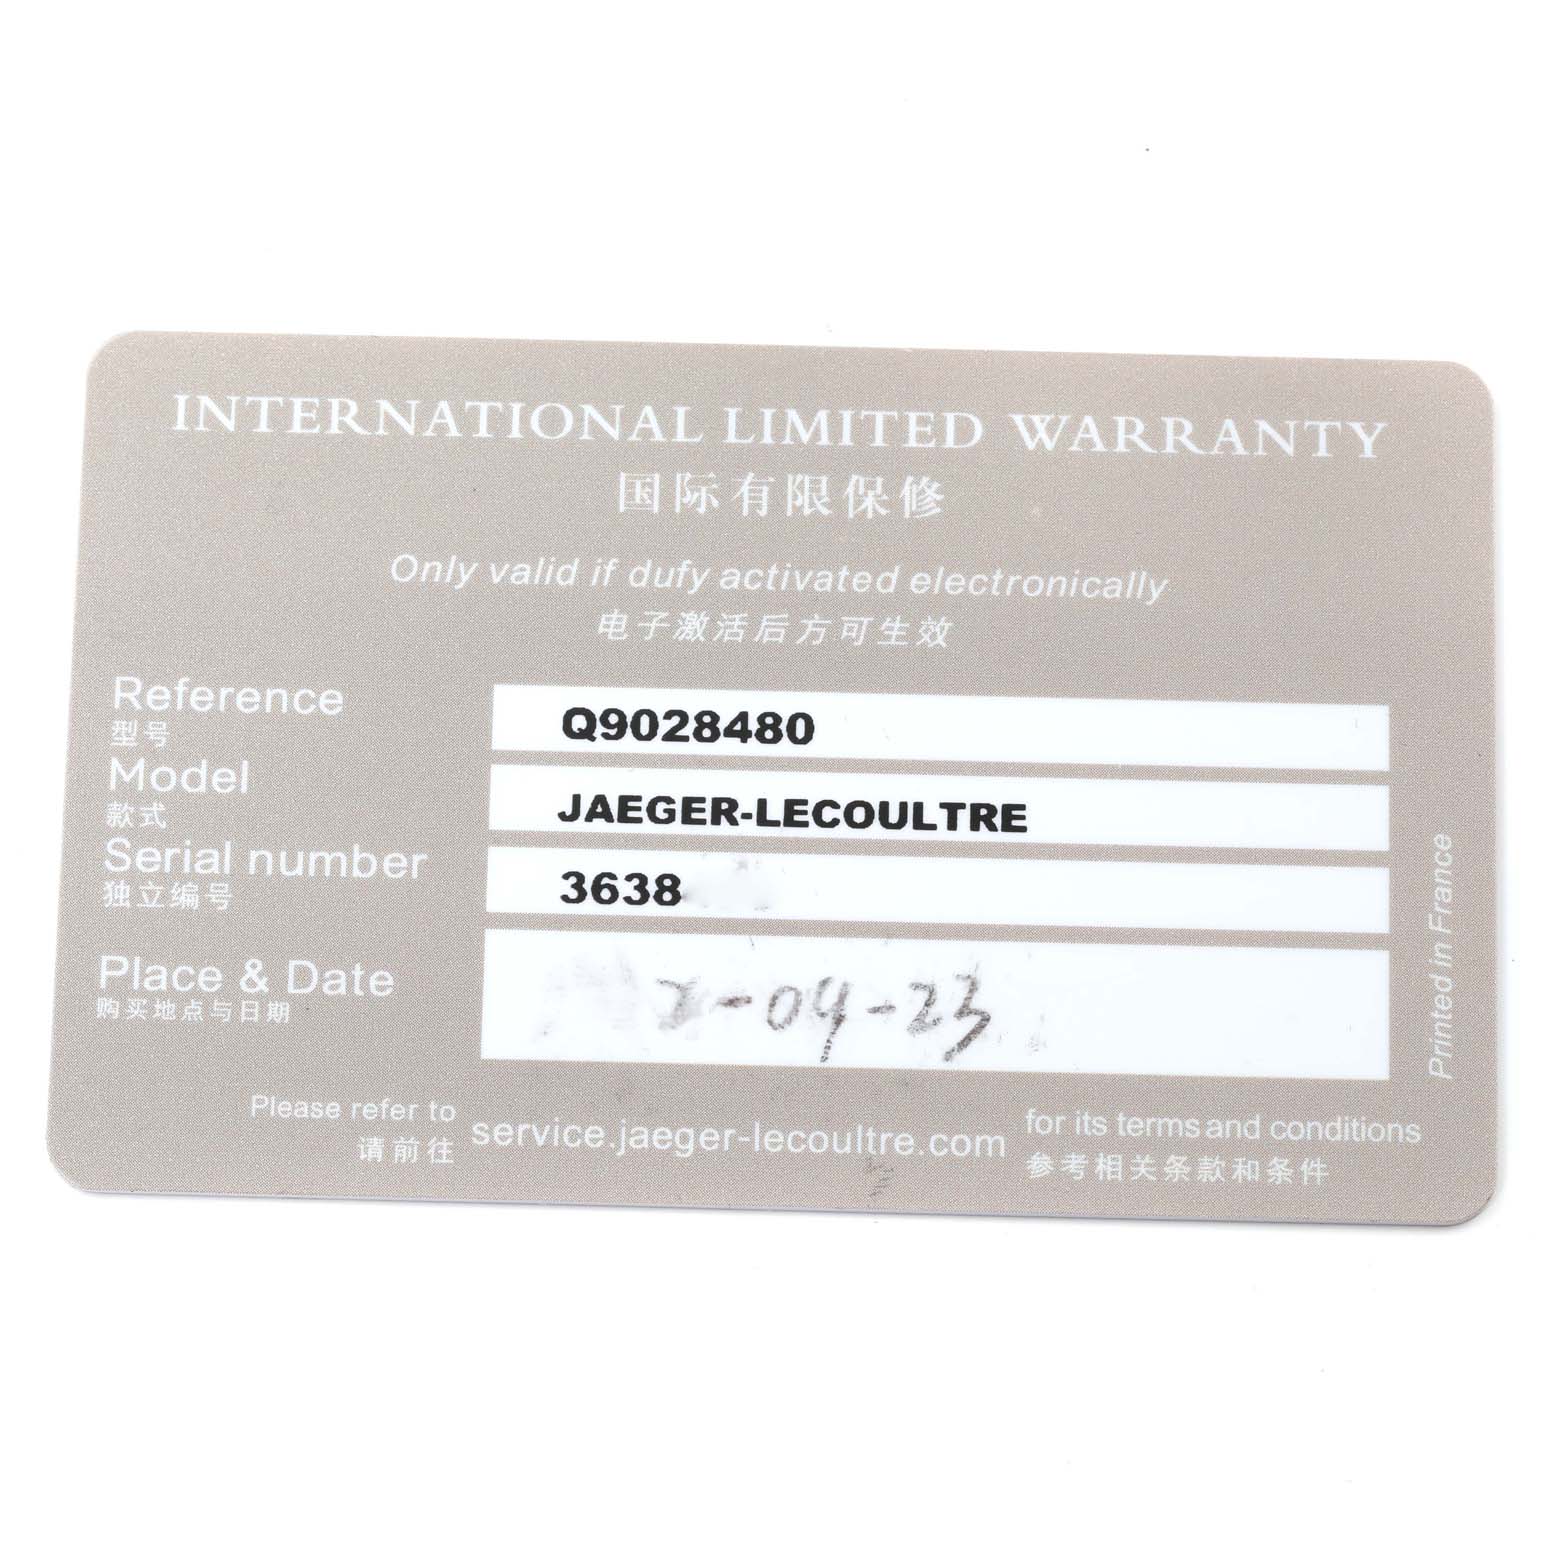 INTERNATIONAL LIMITED WARRANTY
国际有限保修
Only valid if dufy activated electronically
电子激活后方可生效
Reference
型号
Q9028480
Model
款式
JAEGER-LECOULTRE
Serial number
独立编号
3638
Place & Date
购买地点与日期
-04-23
Please refer to
请前往
service.jaeger-lecoultre.com
for its terms and conditions
参考相关条款和条件
Printed in France